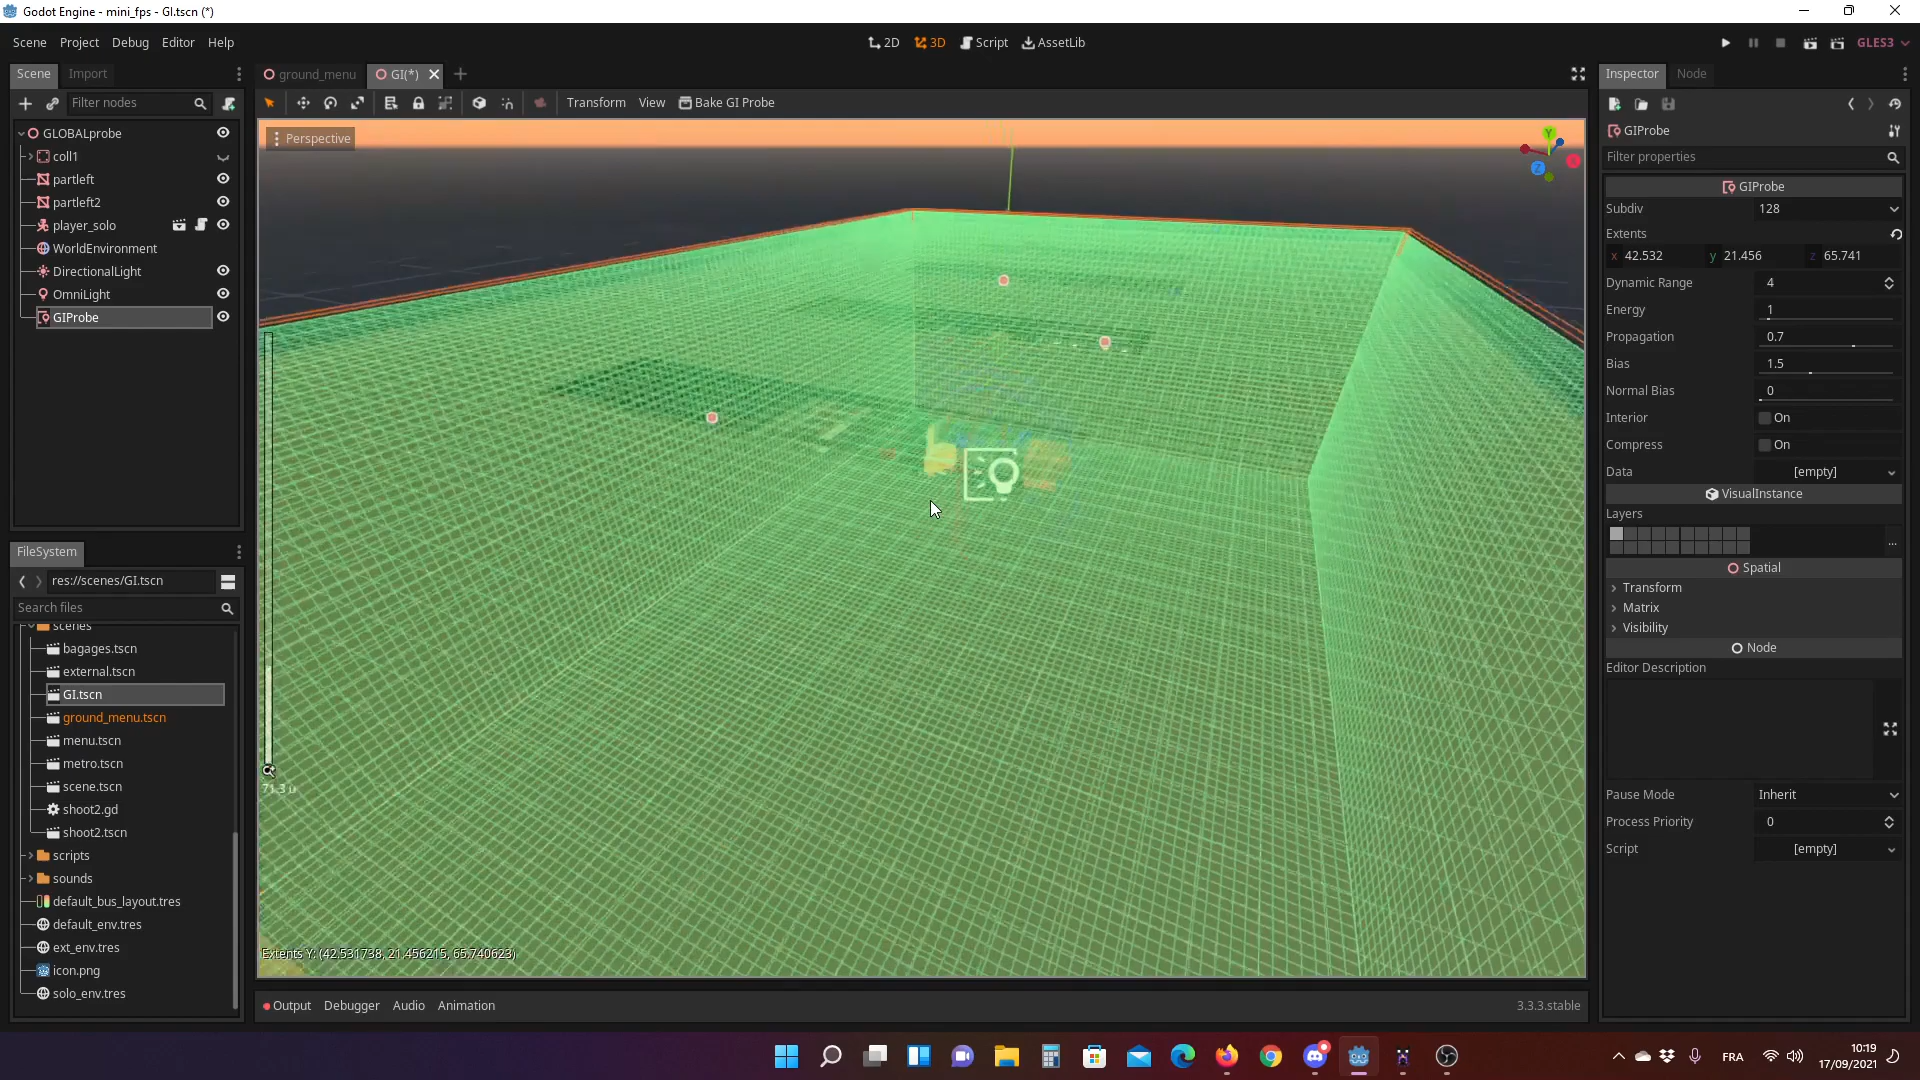 Godot Engine - mini_fps - GI.tscn (*)
Scene Project Debug Editor Help
2D 3D Script AssetLib
GLES3
Scene Import
ground_menu GI(*)
Inspector Node
Filter nodes
Transform View Bake GI Probe
GLOBALprobe
coll1
partleft
partleft2
player_solo
WorldEnvironment
DirectionalLight
OmniLight
GIProbe
Perspective
Y
Z
X
71.3 u
Extents Y: (42.531738, 21.456215, 65.740623)
GIProbe
Filter properties
GIProbe
Subdiv 128
Extents
x 42.532 y 21.456 z 65.741
Dynamic Range 4
Energy 1
Propagation 0.7
Bias 1.5
Normal Bias 0
Interior On
Compress On
Data [empty]
VisualInstance
Layers
...
Spatial
Transform
Matrix
Visibility
Node
Editor Description
Pause Mode Inherit
Process Priority 0
Script [empty]
FileSystem
res://scenes/GI.tscn
Search files
scenes
bagages.tscn
external.tscn
GI.tscn
ground_menu.tscn
menu.tscn
metro.tscn
scene.tscn
shoot2.gd
shoot2.tscn
scripts
sounds
default_bus_layout.tres
default_env.tres
ext_env.tres
icon.png
solo_env.tres
Output Debugger Audio Animation
3.3.3.stable
FRA
10:19
17/09/2021